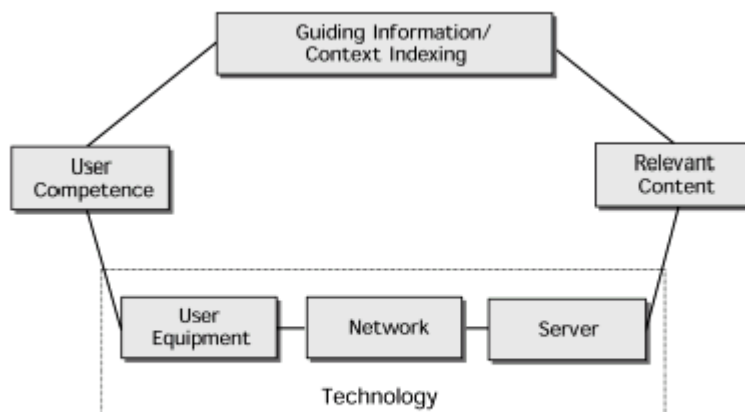 Guiding Information/
Context Indexing
User
Competence
Relevant
Content
User
Equipment
Network
Server
Technology